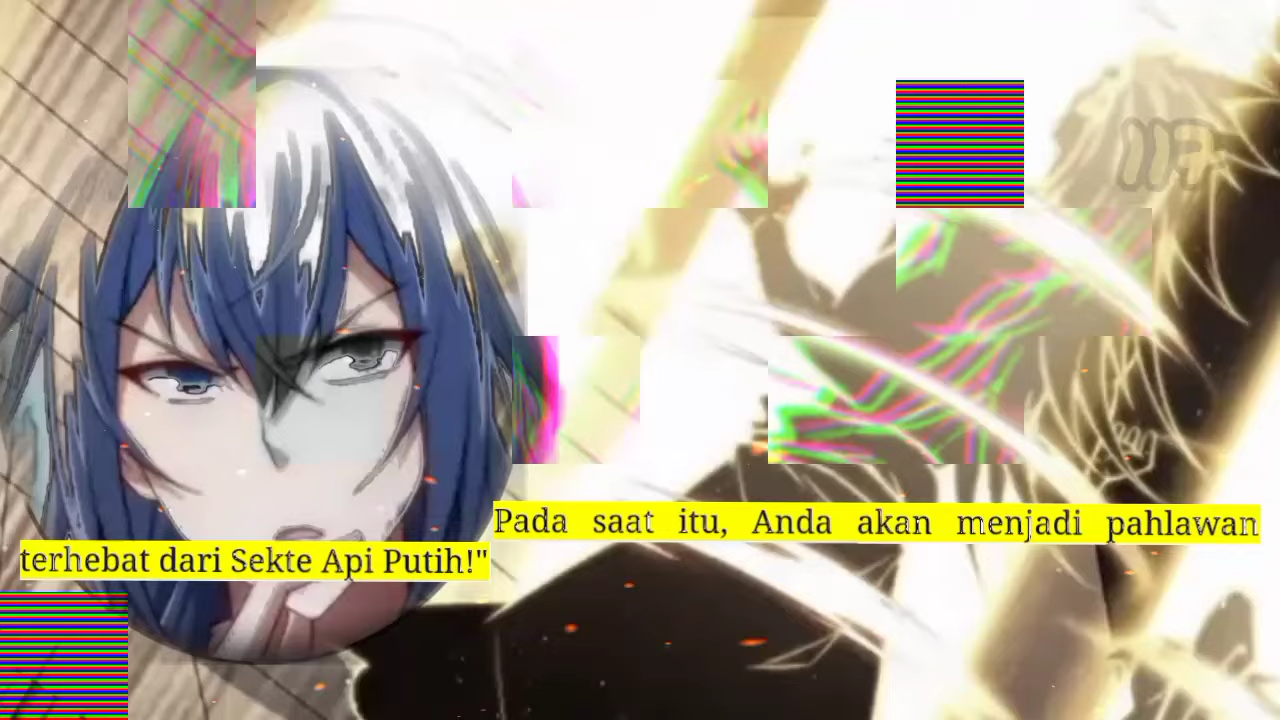 Pada saat itu, Anda akan menjadi pahlawan
terhebat dari Sekte Api Putih!"